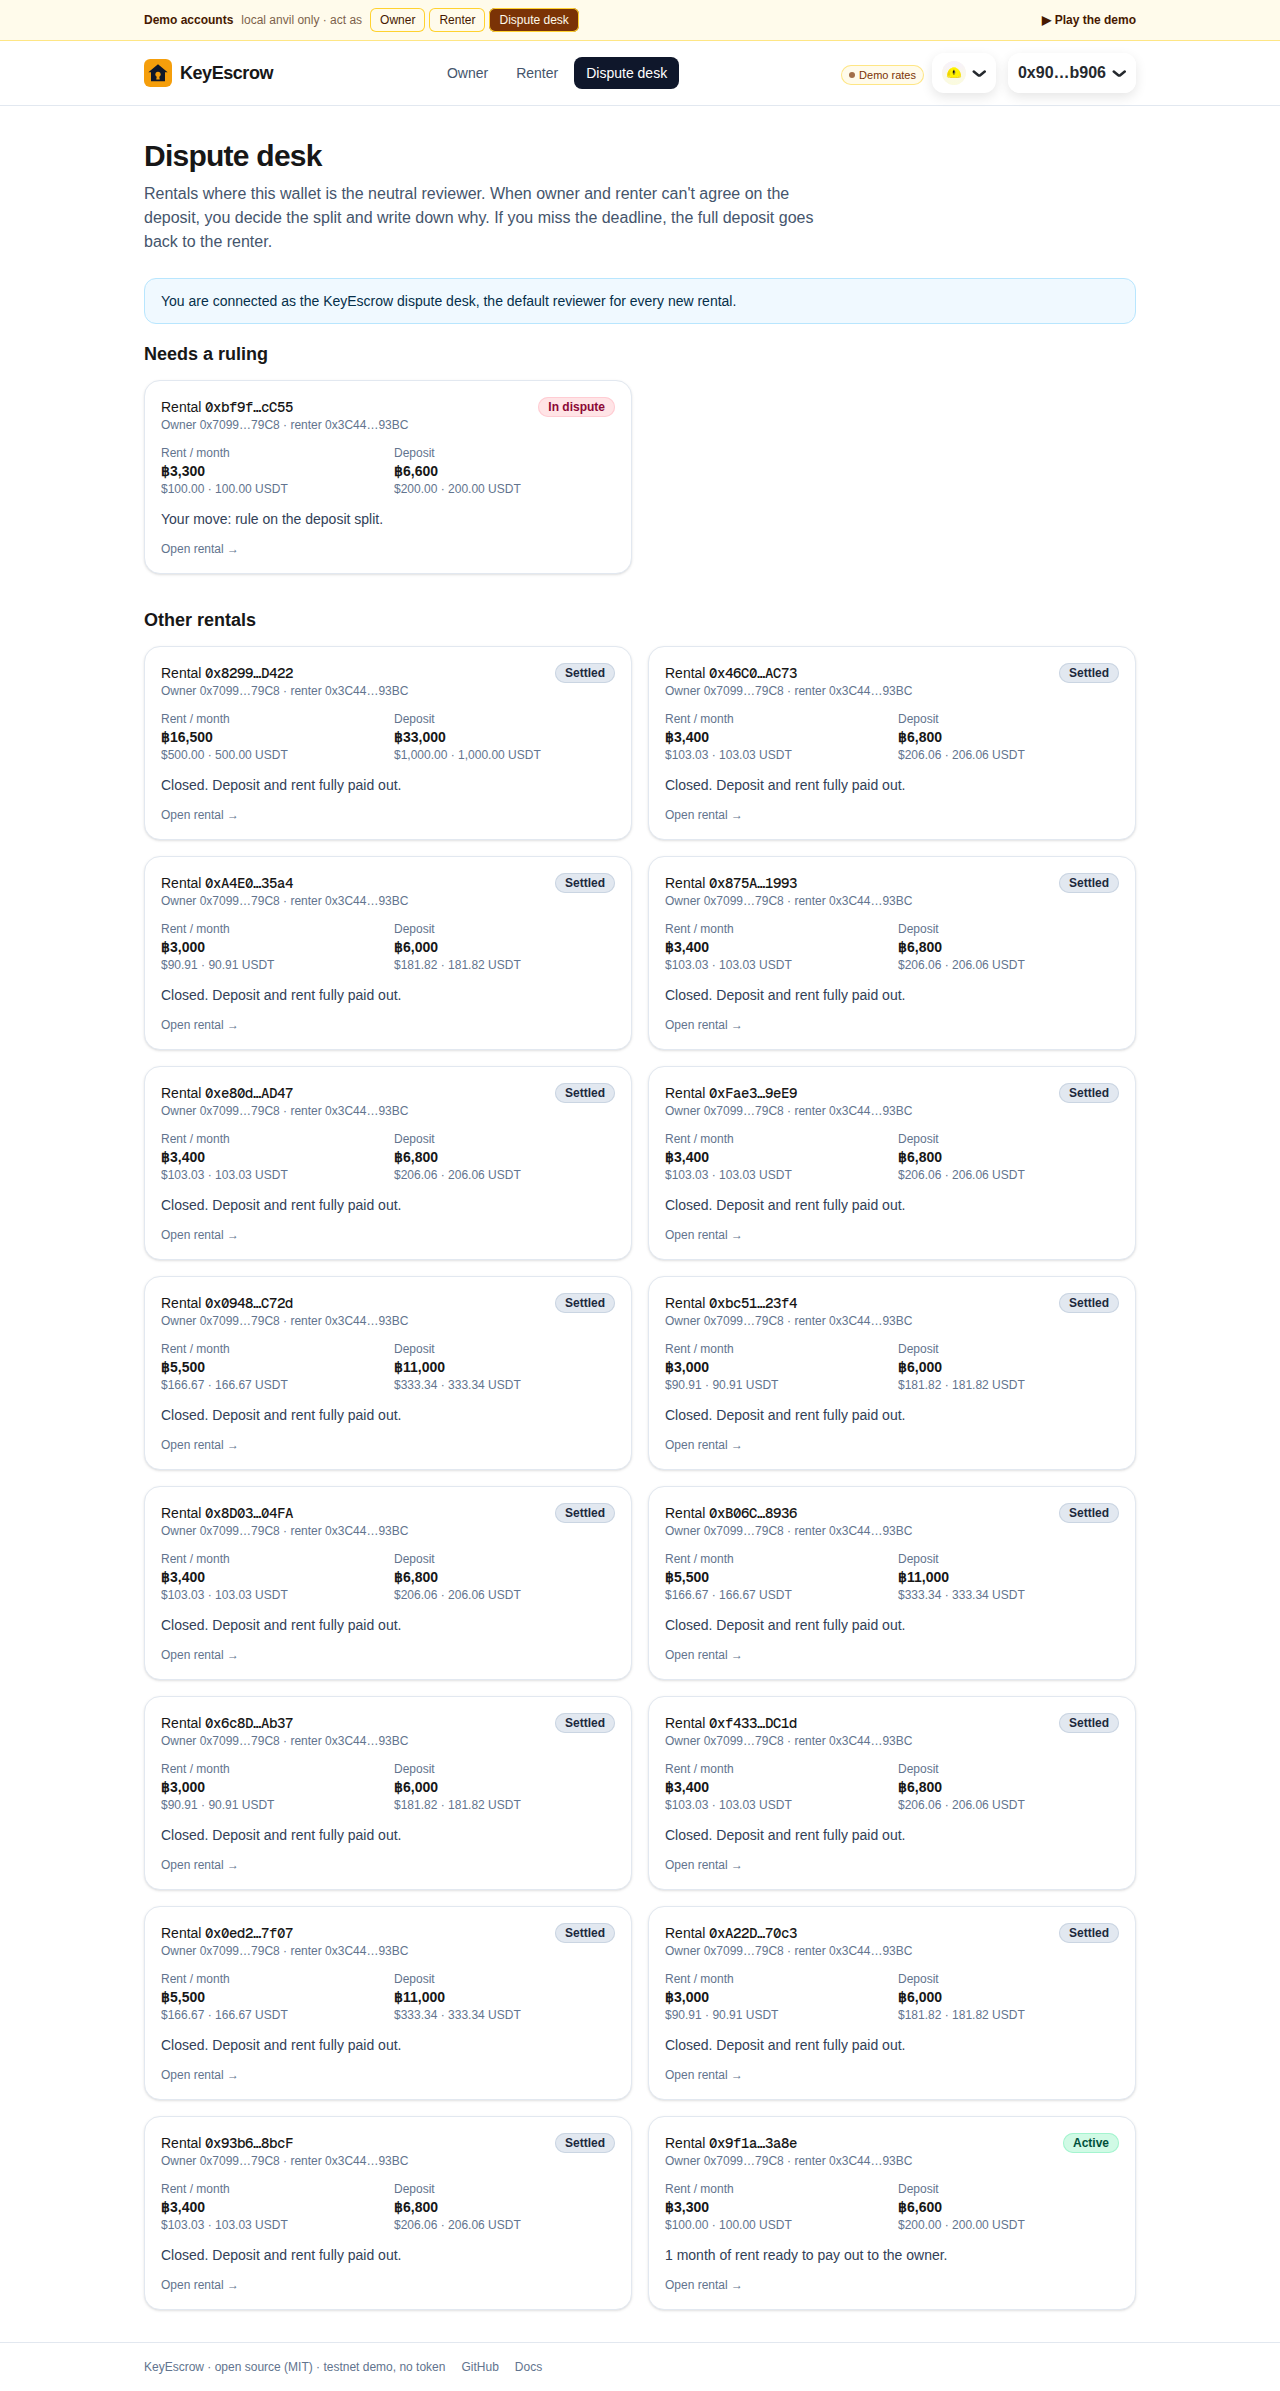 Demo accounts local anvil only · act as Owner Renter Dispute desk ▶ Play the demo
KeyEscrow Owner Renter Dispute desk Demo rates 0x90…b906
Dispute desk
Rentals where this wallet is the neutral reviewer. When owner and renter can't agree on the
deposit, you decide the split and write down why. If you miss the deadline, the full deposit goes
back to the renter.
You are connected as the KeyEscrow dispute desk, the default reviewer for every new rental.
Needs a ruling
Rental 0xbf9f…cC55 In dispute
Owner 0x7099…79C8 · renter 0x3C44…93BC
Rent / month Deposit
฿3,300 ฿6,600
$100.00 · 100.00 USDT $200.00 · 200.00 USDT
Your move: rule on the deposit split.
Open rental →
Other rentals
Rental 0x8299…D422 Settled
Owner 0x7099…79C8 · renter 0x3C44…93BC
Rent / month Deposit
฿16,500 ฿33,000
$500.00 · 500.00 USDT $1,000.00 · 1,000.00 USDT
Closed. Deposit and rent fully paid out.
Open rental →
Rental 0x46C0…AC73 Settled
Owner 0x7099…79C8 · renter 0x3C44…93BC
Rent / month Deposit
฿3,400 ฿6,800
$103.03 · 103.03 USDT $206.06 · 206.06 USDT
Closed. Deposit and rent fully paid out.
Open rental →
Rental 0xA4E0…35a4 Settled
Owner 0x7099…79C8 · renter 0x3C44…93BC
Rent / month Deposit
฿3,000 ฿6,000
$90.91 · 90.91 USDT $181.82 · 181.82 USDT
Closed. Deposit and rent fully paid out.
Open rental →
Rental 0x875A…1993 Settled
Owner 0x7099…79C8 · renter 0x3C44…93BC
Rent / month Deposit
฿3,400 ฿6,800
$103.03 · 103.03 USDT $206.06 · 206.06 USDT
Closed. Deposit and rent fully paid out.
Open rental →
Rental 0xe80d…AD47 Settled
Owner 0x7099…79C8 · renter 0x3C44…93BC
Rent / month Deposit
฿3,400 ฿6,800
$103.03 · 103.03 USDT $206.06 · 206.06 USDT
Closed. Deposit and rent fully paid out.
Open rental →
Rental 0xFae3…9eE9 Settled
Owner 0x7099…79C8 · renter 0x3C44…93BC
Rent / month Deposit
฿3,400 ฿6,800
$103.03 · 103.03 USDT $206.06 · 206.06 USDT
Closed. Deposit and rent fully paid out.
Open rental →
Rental 0x0948…C72d Settled
Owner 0x7099…79C8 · renter 0x3C44…93BC
Rent / month Deposit
฿5,500 ฿11,000
$166.67 · 166.67 USDT $333.34 · 333.34 USDT
Closed. Deposit and rent fully paid out.
Open rental →
Rental 0xbc51…23f4 Settled
Owner 0x7099…79C8 · renter 0x3C44…93BC
Rent / month Deposit
฿3,000 ฿6,000
$90.91 · 90.91 USDT $181.82 · 181.82 USDT
Closed. Deposit and rent fully paid out.
Open rental →
Rental 0x8D03…04FA Settled
Owner 0x7099…79C8 · renter 0x3C44…93BC
Rent / month Deposit
฿3,400 ฿6,800
$103.03 · 103.03 USDT $206.06 · 206.06 USDT
Closed. Deposit and rent fully paid out.
Open rental →
Rental 0xB06C…8936 Settled
Owner 0x7099…79C8 · renter 0x3C44…93BC
Rent / month Deposit
฿5,500 ฿11,000
$166.67 · 166.67 USDT $333.34 · 333.34 USDT
Closed. Deposit and rent fully paid out.
Open rental →
Rental 0x6c8D…Ab37 Settled
Owner 0x7099…79C8 · renter 0x3C44…93BC
Rent / month Deposit
฿3,000 ฿6,000
$90.91 · 90.91 USDT $181.82 · 181.82 USDT
Closed. Deposit and rent fully paid out.
Open rental →
Rental 0xf433…DC1d Settled
Owner 0x7099…79C8 · renter 0x3C44…93BC
Rent / month Deposit
฿3,400 ฿6,800
$103.03 · 103.03 USDT $206.06 · 206.06 USDT
Closed. Deposit and rent fully paid out.
Open rental →
Rental 0x0ed2…7f07 Settled
Owner 0x7099…79C8 · renter 0x3C44…93BC
Rent / month Deposit
฿5,500 ฿11,000
$166.67 · 166.67 USDT $333.34 · 333.34 USDT
Closed. Deposit and rent fully paid out.
Open rental →
Rental 0xA22D…70c3 Settled
Owner 0x7099…79C8 · renter 0x3C44…93BC
Rent / month Deposit
฿3,000 ฿6,000
$90.91 · 90.91 USDT $181.82 · 181.82 USDT
Closed. Deposit and rent fully paid out.
Open rental →
Rental 0x93b6…8bcF Settled
Owner 0x7099…79C8 · renter 0x3C44…93BC
Rent / month Deposit
฿3,400 ฿6,800
$103.03 · 103.03 USDT $206.06 · 206.06 USDT
Closed. Deposit and rent fully paid out.
Open rental →
Rental 0x9f1a…3a8e Active
Owner 0x7099…79C8 · renter 0x3C44…93BC
Rent / month Deposit
฿3,300 ฿6,600
$100.00 · 100.00 USDT $200.00 · 200.00 USDT
1 month of rent ready to pay out to the owner.
Open rental →
KeyEscrow · open source (MIT) · testnet demo, no token GitHub Docs